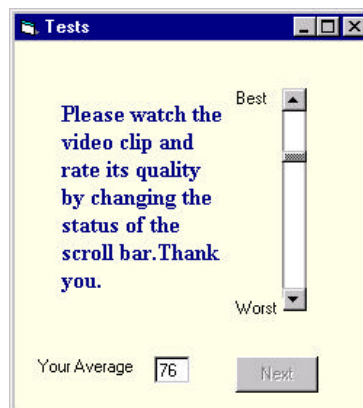 Tests
Best
Please watch the
video clip and
rate its quality
by changing the
status of the
scroll bar.Thank
you.
Worst
Your Average 76 Next